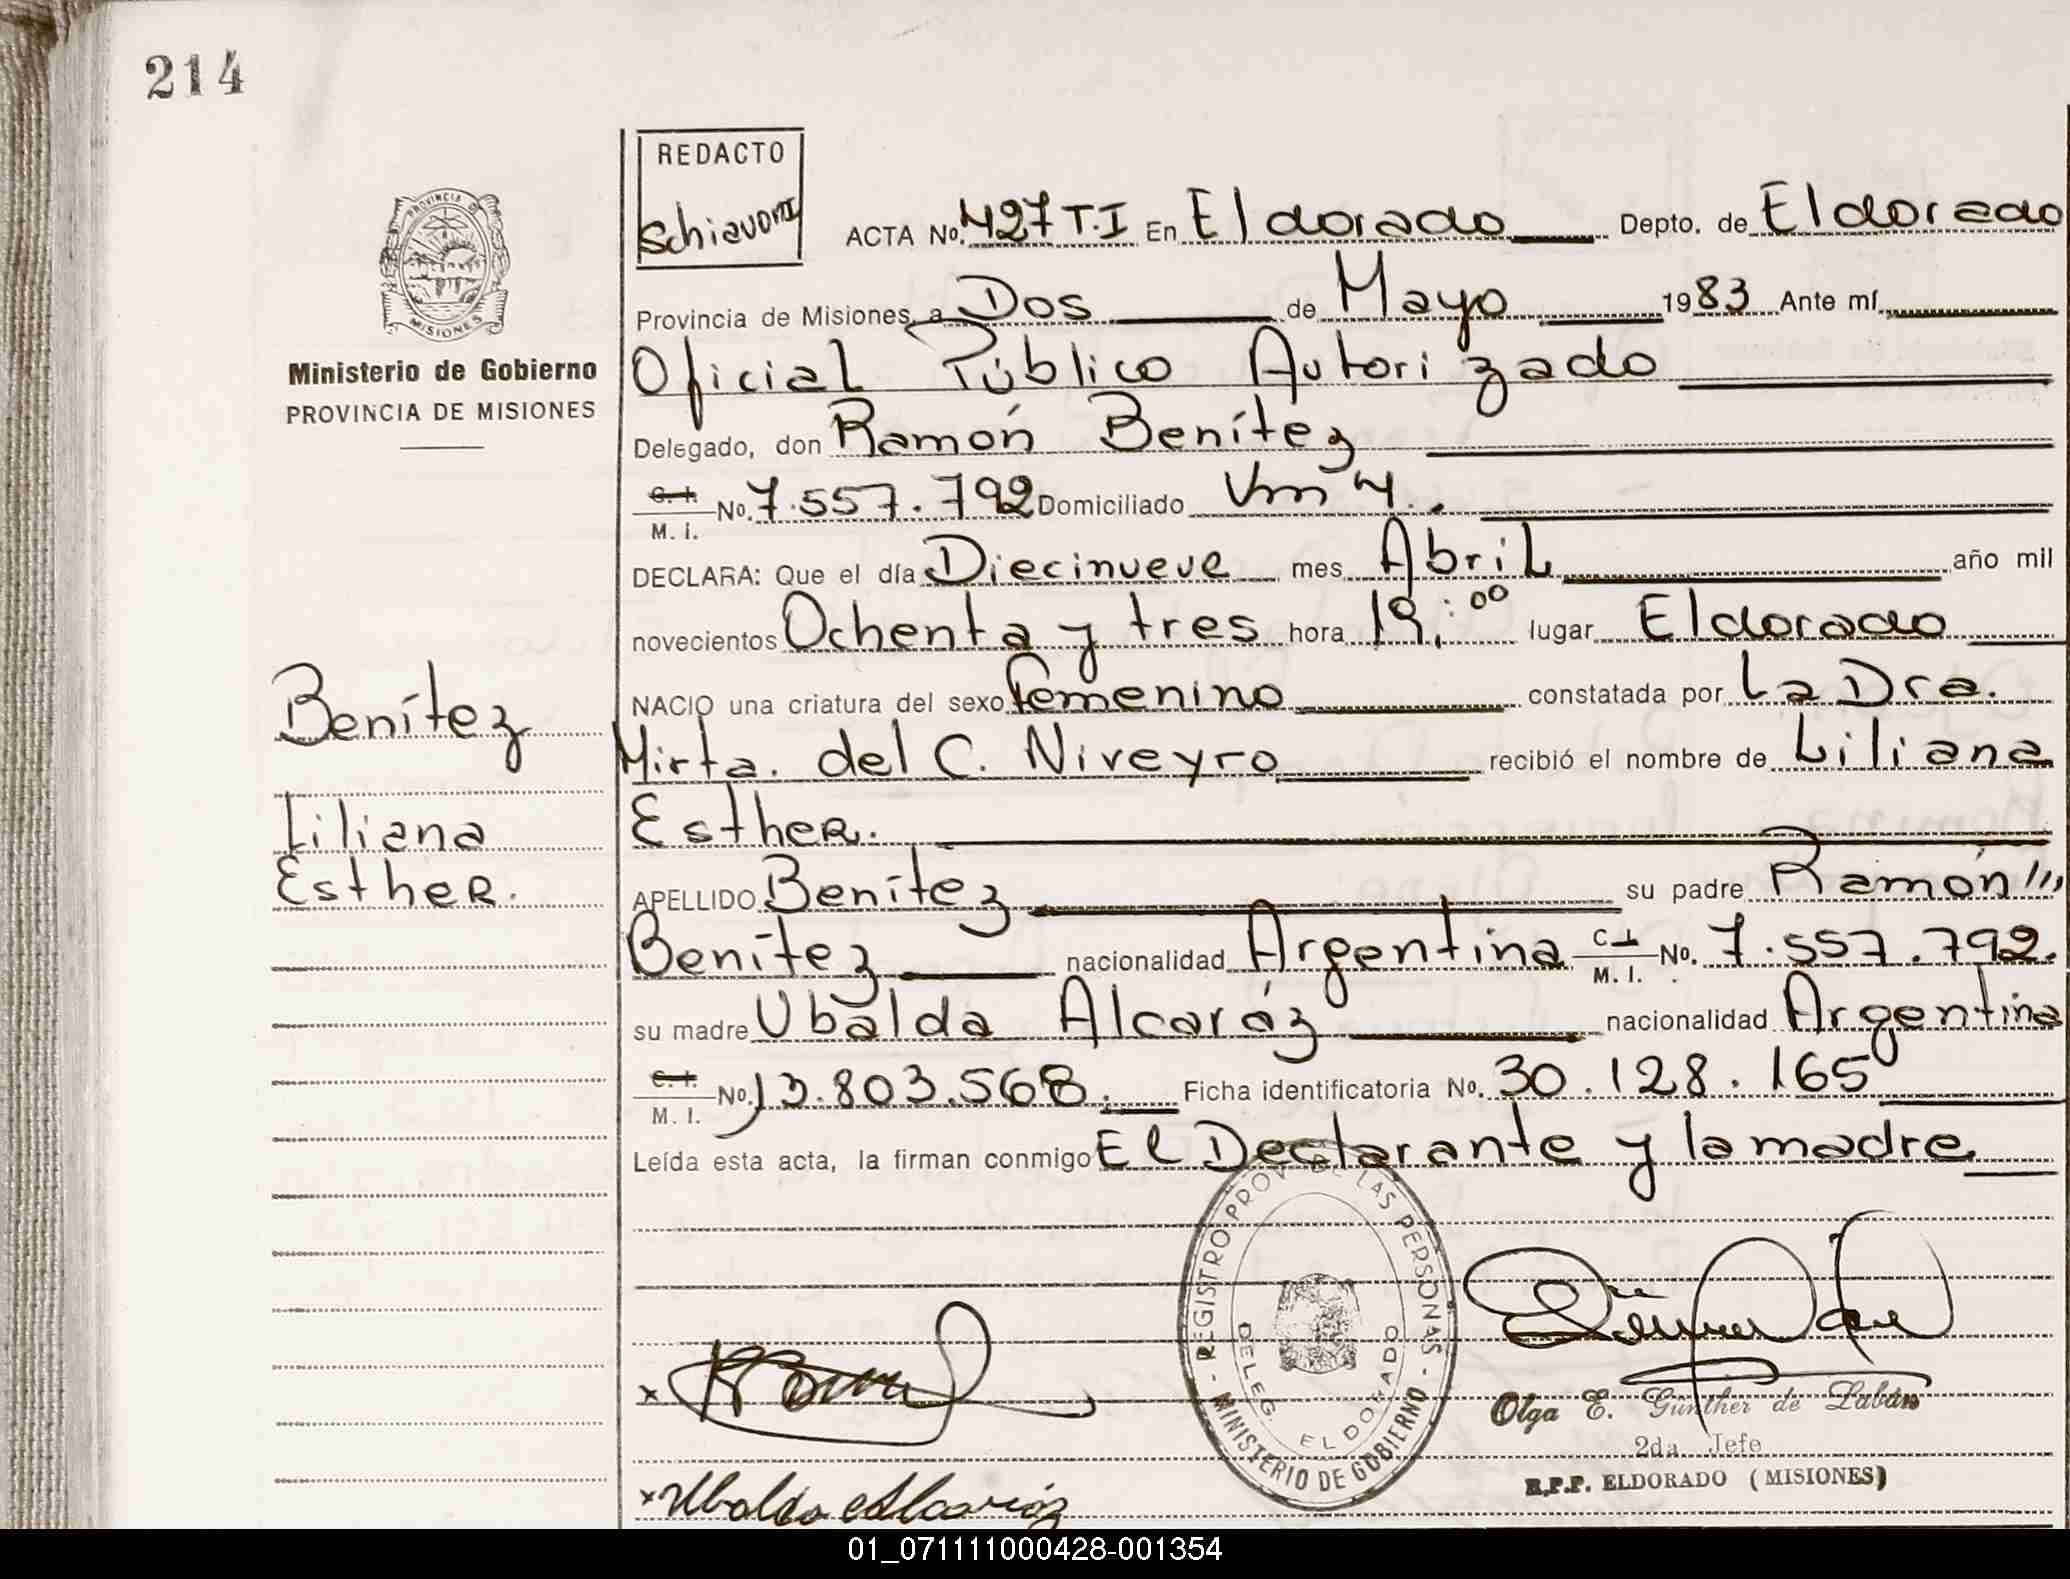 214
REDACTO
Schiavoni
ACTA No. 427 T.I En Eldorado Depto. de Eldorado
PROVINCIA DE
MISIONES
Provincia de Misiones, a Dos de Mayo 1983 Ante mí,
Ministerio de Gobierno
PROVINCIA DE MISIONES
Oficial Público Autorizado
Delegado, don Ramón Benítez
C. I.
M. I. No. 7.557.792 Domiciliado Km 4.
DECLARA: Que el día Diecinueve mes Abril año mil
novecientos Ochenta y tres hora 19:00 lugar Eldorado
NACIO una criatura del sexo femenino constatada por La Dra.
Mirta. del C. Niveyro recibió el nombre de Liliana
Esther.
Benítez
Liliana
Esther.
APELLIDO Benítez su padre Ramón
Benítez nacionalidad Argentina C. I.
M. I. No. 7.557.792.
su madre Ubalda Alcaráz nacionalidad Argentina
C. I.
M. I. No. 13.803.568. Ficha identificatoria No. 30.128.165
Leída esta acta, la firman conmigo El Declarante y la madre
REGISTRO PROV. DE LAS PERSONAS
DELEG. ELDORADO
MINISTERIO DE GOBIERNO
Olga E. Günther de Labán
2da. Jefe
R.P.P. ELDORADO (MISIONES)
x Ubalda Alcaráz
01_071111000428-001354